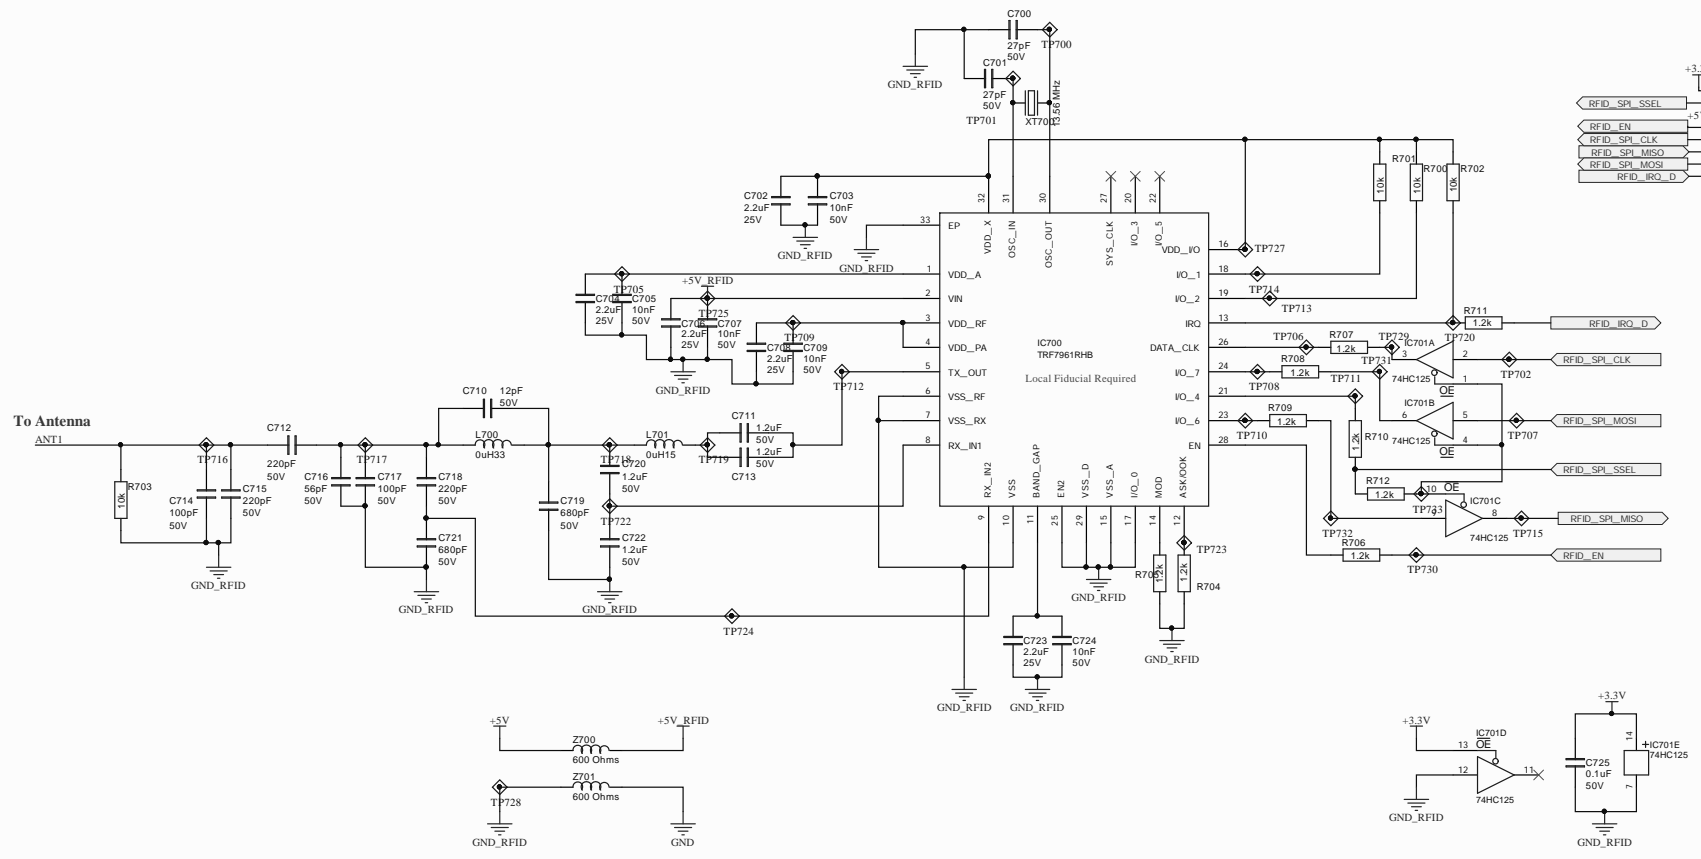 C700
27pF
50V
TP700
GND_RFID
C701
27pF
50V
TP701
XT700
13.56 MHz
RFID_SPI_SSEL
RFID_EN
RFID_SPI_CLK
RFID_SPI_MISO
RFID_SPI_MOSI
RFID_IRQ_D
C702
2.2uF
25V
C703
10nF
50V
GND_RFID
GND_RFID
R701
10k
R700
10k
R702
10k
32 31 30 27 20 22
VDD_X OSC_IN OSC_OUT SYS_CLK I/O_3 I/O_5
33 EP
1 VDD_A
2 VIN
3 VDD_RF
4 VDD_PA
5 TX_OUT
6 VSS_RF
7 VSS_RX
8 RX_IN1
VDD_I/O 16
I/O_1 18
I/O_2 19
IRQ 13
DATA_CLK 26
I/O_7 24
I/O_4 21
I/O_6 23
EN 28
IC700
TRF7961RHB
Local Fiducial Required
RX_IN2 VSS BAND_GAP EN2 VSS_D VSS_A I/O_0 MOD ASK/OOK
9 10 11 25 29 15 17 14 12
TP727
TP714
TP713
TP705
C704
2.2uF
25V
C705
10nF
50V
+5V_RFID
TP725
C706
2.2uF
25V
C707
10nF
50V
GND_RFID
TP709
C708
2.2uF
25V
C709
10nF
50V
TP712
R711
1.2k
TP720
RFID_IRQ_D
TP706
R707
1.2k
TP729
IC701A
3 2
1
74HC125
OE
TP702
RFID_SPI_CLK
TP708
R708
1.2k
TP731
TP711
IC701B
6 5
4
74HC125
OE
TP707
RFID_SPI_MOSI
TP710
R709
1.2k
R710
1.2k
RFID_SPI_SSEL
R712
1.2k
TP733
10 OE
IC701C
9 8
74HC125
TP732
TP715
RFID_SPI_MISO
R706
1.2k
TP730
RFID_EN
To Antenna
ANT1
R703
10k
TP716
C714
100pF
50V
C715
220pF
50V
GND_RFID
C712
220pF
50V
C716
56pF
50V
TP717
C717
100pF
50V
C718
220pF
50V
C721
680pF
50V
GND_RFID
C710 12pF
50V
L700
0uH33
C719
680pF
50V
TP718
C720
1.2uF
50V
TP722
C722
1.2uF
50V
GND_RFID
L701
0uH15
TP719
C711
1.2uF
50V
1.2uF
50V
C713
TP724
TP723
R705
1.2k
R704
1.2k
GND_RFID
GND_RFID
C723
2.2uF
25V
C724
10nF
50V
GND_RFID
GND_RFID
+5V
+5V_RFID
Z700
600 Ohms
Z701
600 Ohms
TP728
GND_RFID
GND
+3.3V
IC701D
13 OE
12 11
74HC125
GND_RFID
+3.3V
C725
0.1uF
50V
14
+IC701E
74HC125
7
GND_RFID